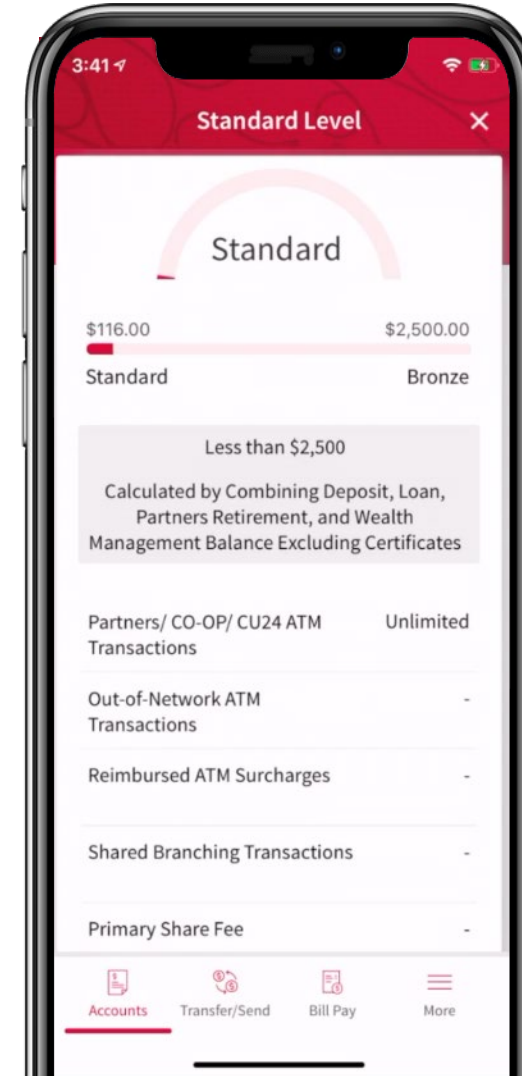 3:41
Standard Level
Standard
$116.00 $2,500.00
Standard Bronze
Less than $2,500
Calculated by Combining Deposit, Loan,
Partners Retirement, and Wealth
Management Balance Excluding Certificates
Partners/ CO-OP/ CU24 ATM Unlimited
Transactions
Out-of-Network ATM -
Transactions
Reimbursed ATM Surcharges -
Shared Branching Transactions -
Primary Share Fee -
Accounts Transfer/Send Bill Pay More